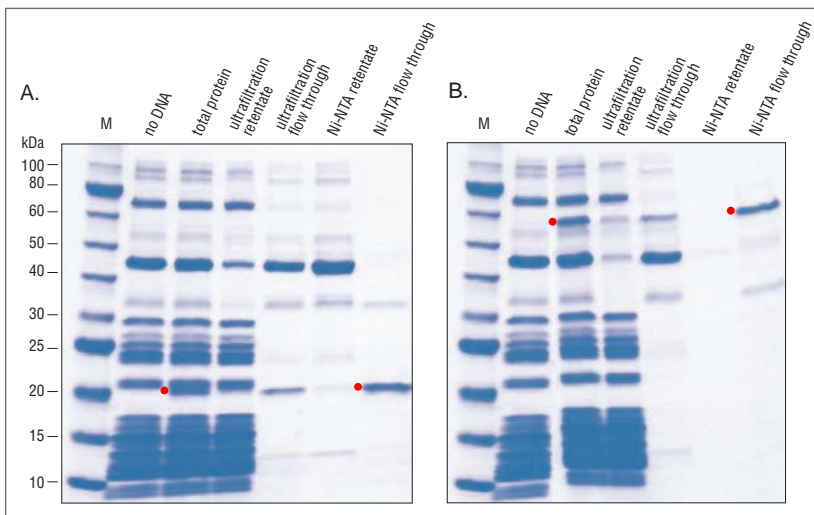 A.
M
no DNA
total protein
ultrafiltration
retentate
ultrafiltration
flow through
Ni-NTA retentate
Ni-NTA flow through
kDa
100
80
60
50
40
30
25
20
15
10
B.
M
no DNA
total protein
ultrafiltration
retentate
ultrafiltration
flow through
Ni-NTA retentate
Ni-NTA flow through